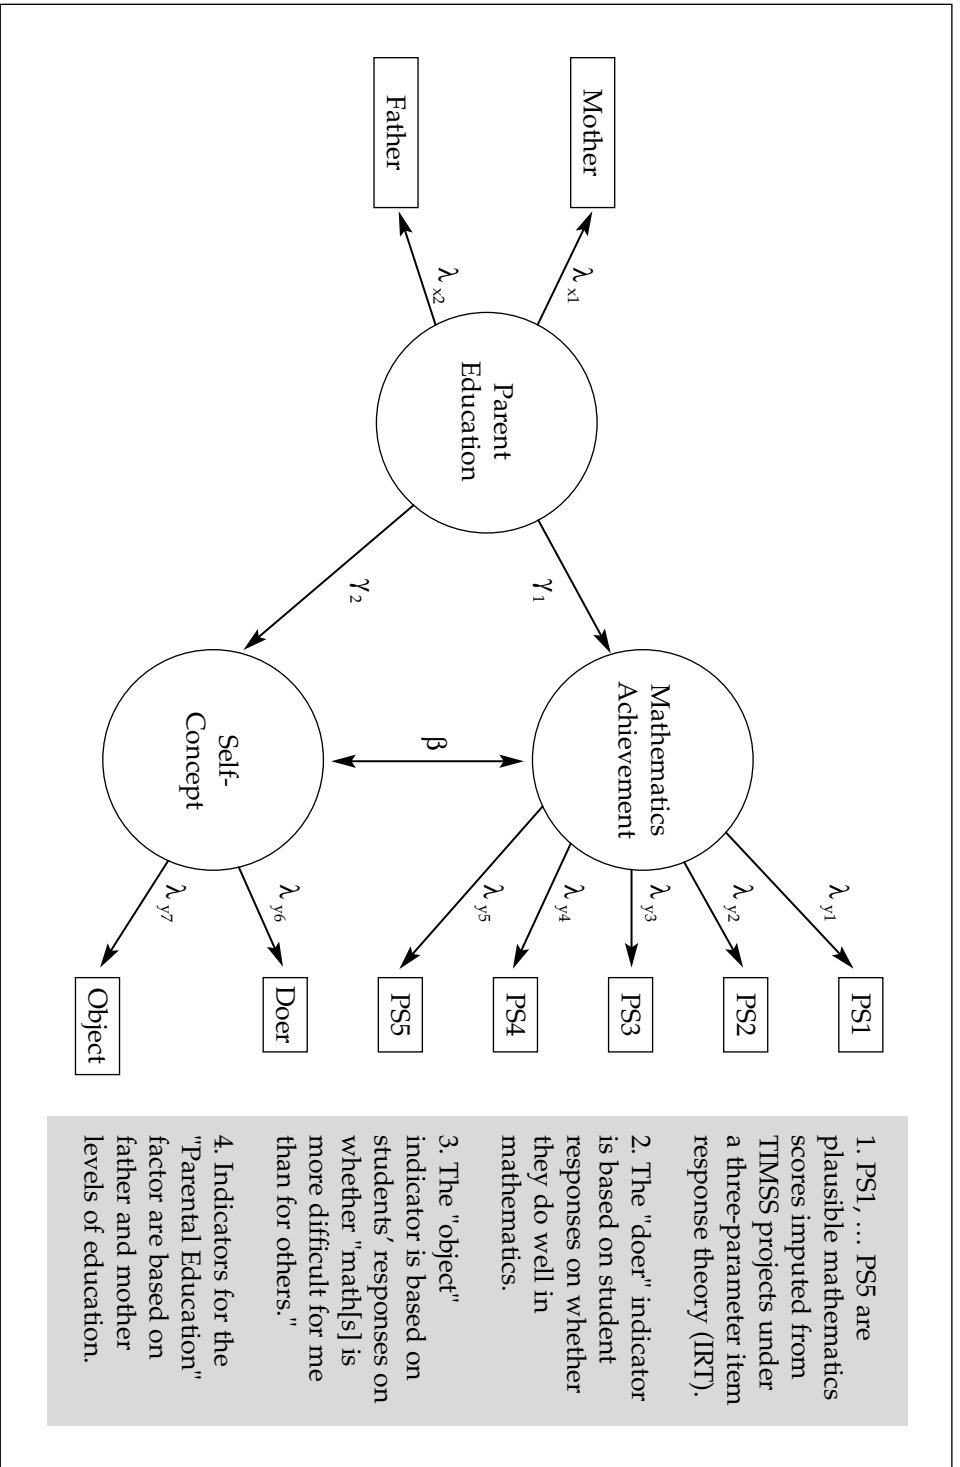 Mother
Father
λx1
λx2
Parent
Education
γ1
γ2
Mathematics
Achievement
β
Self-
Concept
λy1
λy2
λy3
λy4
λy5
λy6
λy7
PS1
PS2
PS3
PS4
PS5
Doer
Object
1. PS1, … PS5 are
plausible mathematics
scores imputed from
TIMSS projects under
a three-parameter item
response theory (IRT).
2. The "doer" indicator
is based on student
responses on whether
they do well in
mathematics.
3. The "object"
indicator is based on
students’ responses on
whether "math[s] is
more difficult for me
than for others."
4. Indicators for the
"Parental Education"
factor are based on
father and mother
levels of education.